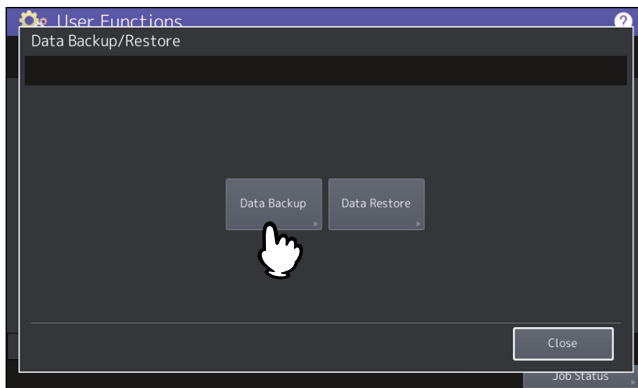 User Functions
?
Data Backup/Restore
Data Backup
Data Restore
Close
Job Status